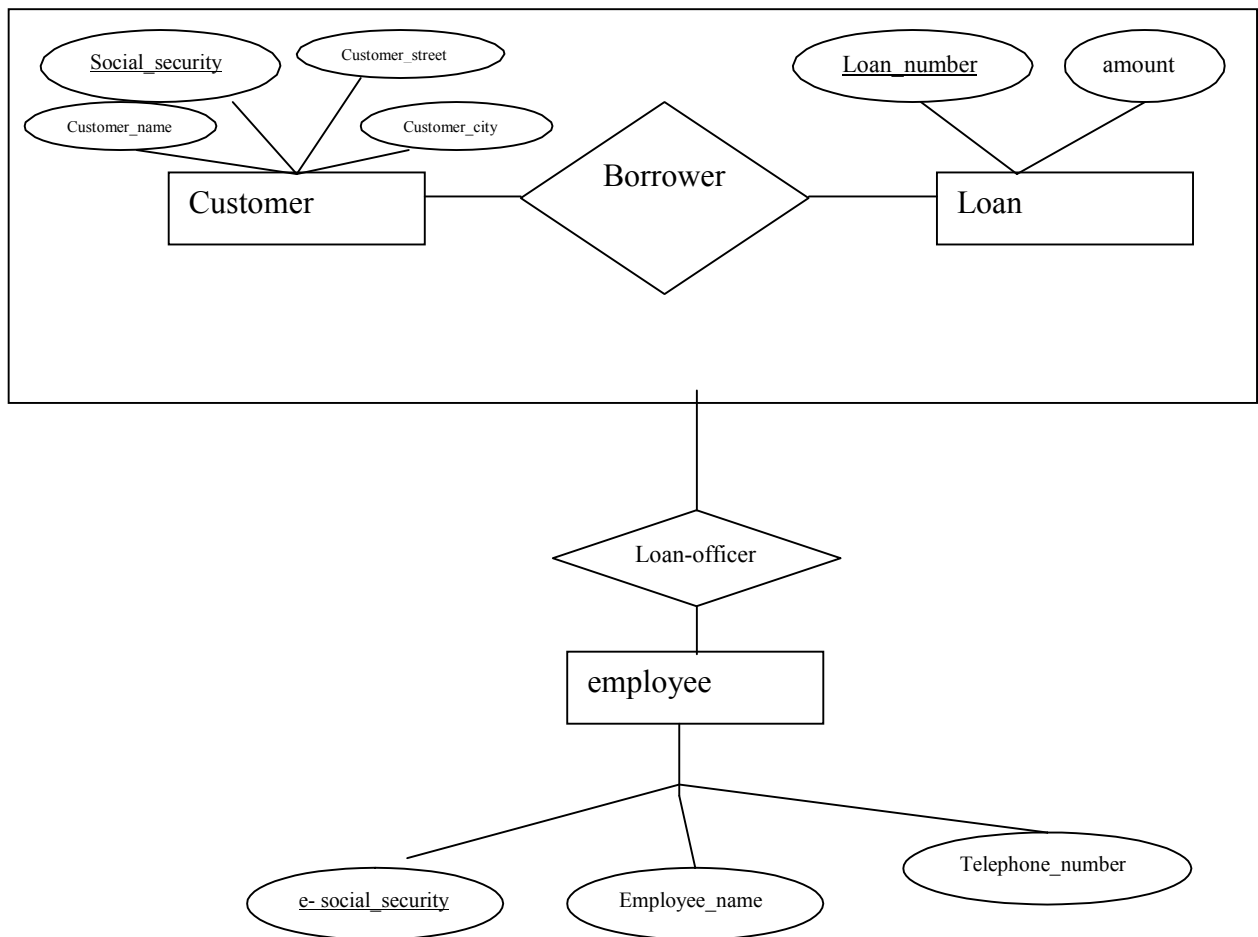 Social_security
Customer_street
Loan_number
amount
Customer_name
Customer_city
Borrower
Customer
Loan
Loan-officer
employee
Telephone_number
e- social_security
Employee_name